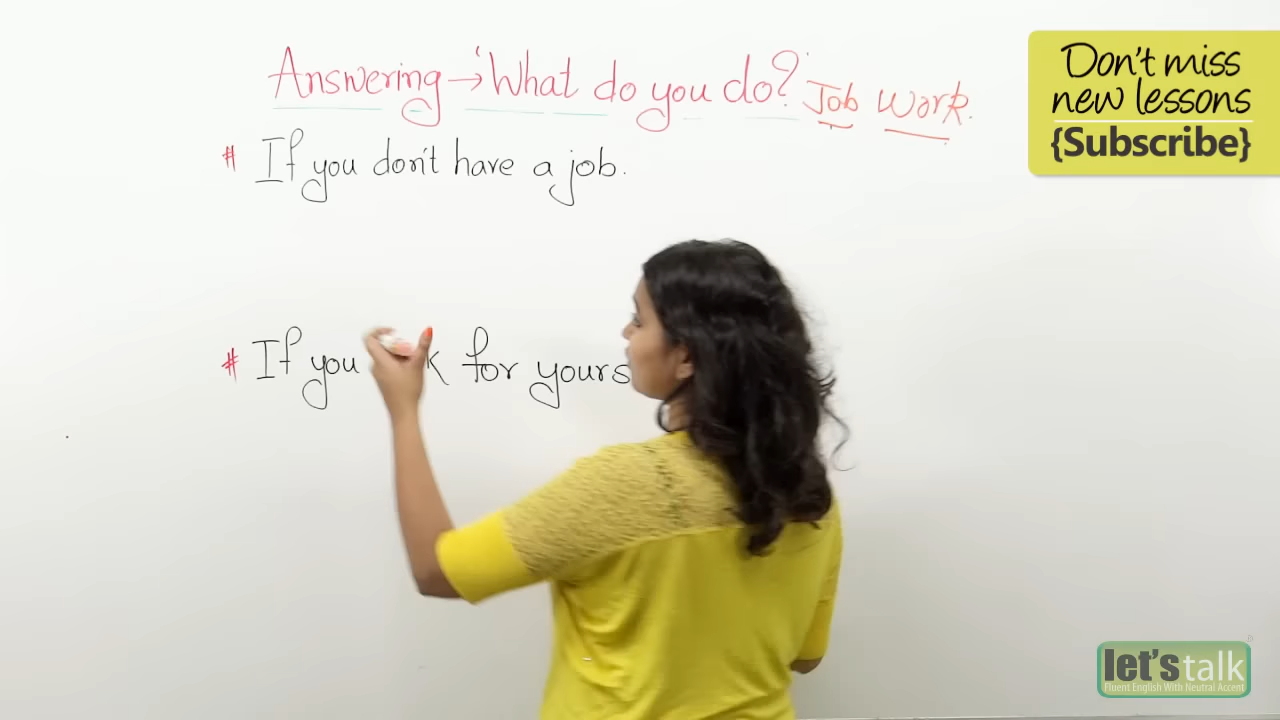 Answering → 'What do you do?' Job Work.
# If you don't have a job.
# If you k for yours
Don't miss
new lessons
{Subscribe}
let's talk
Fluent English With Neutral Accent